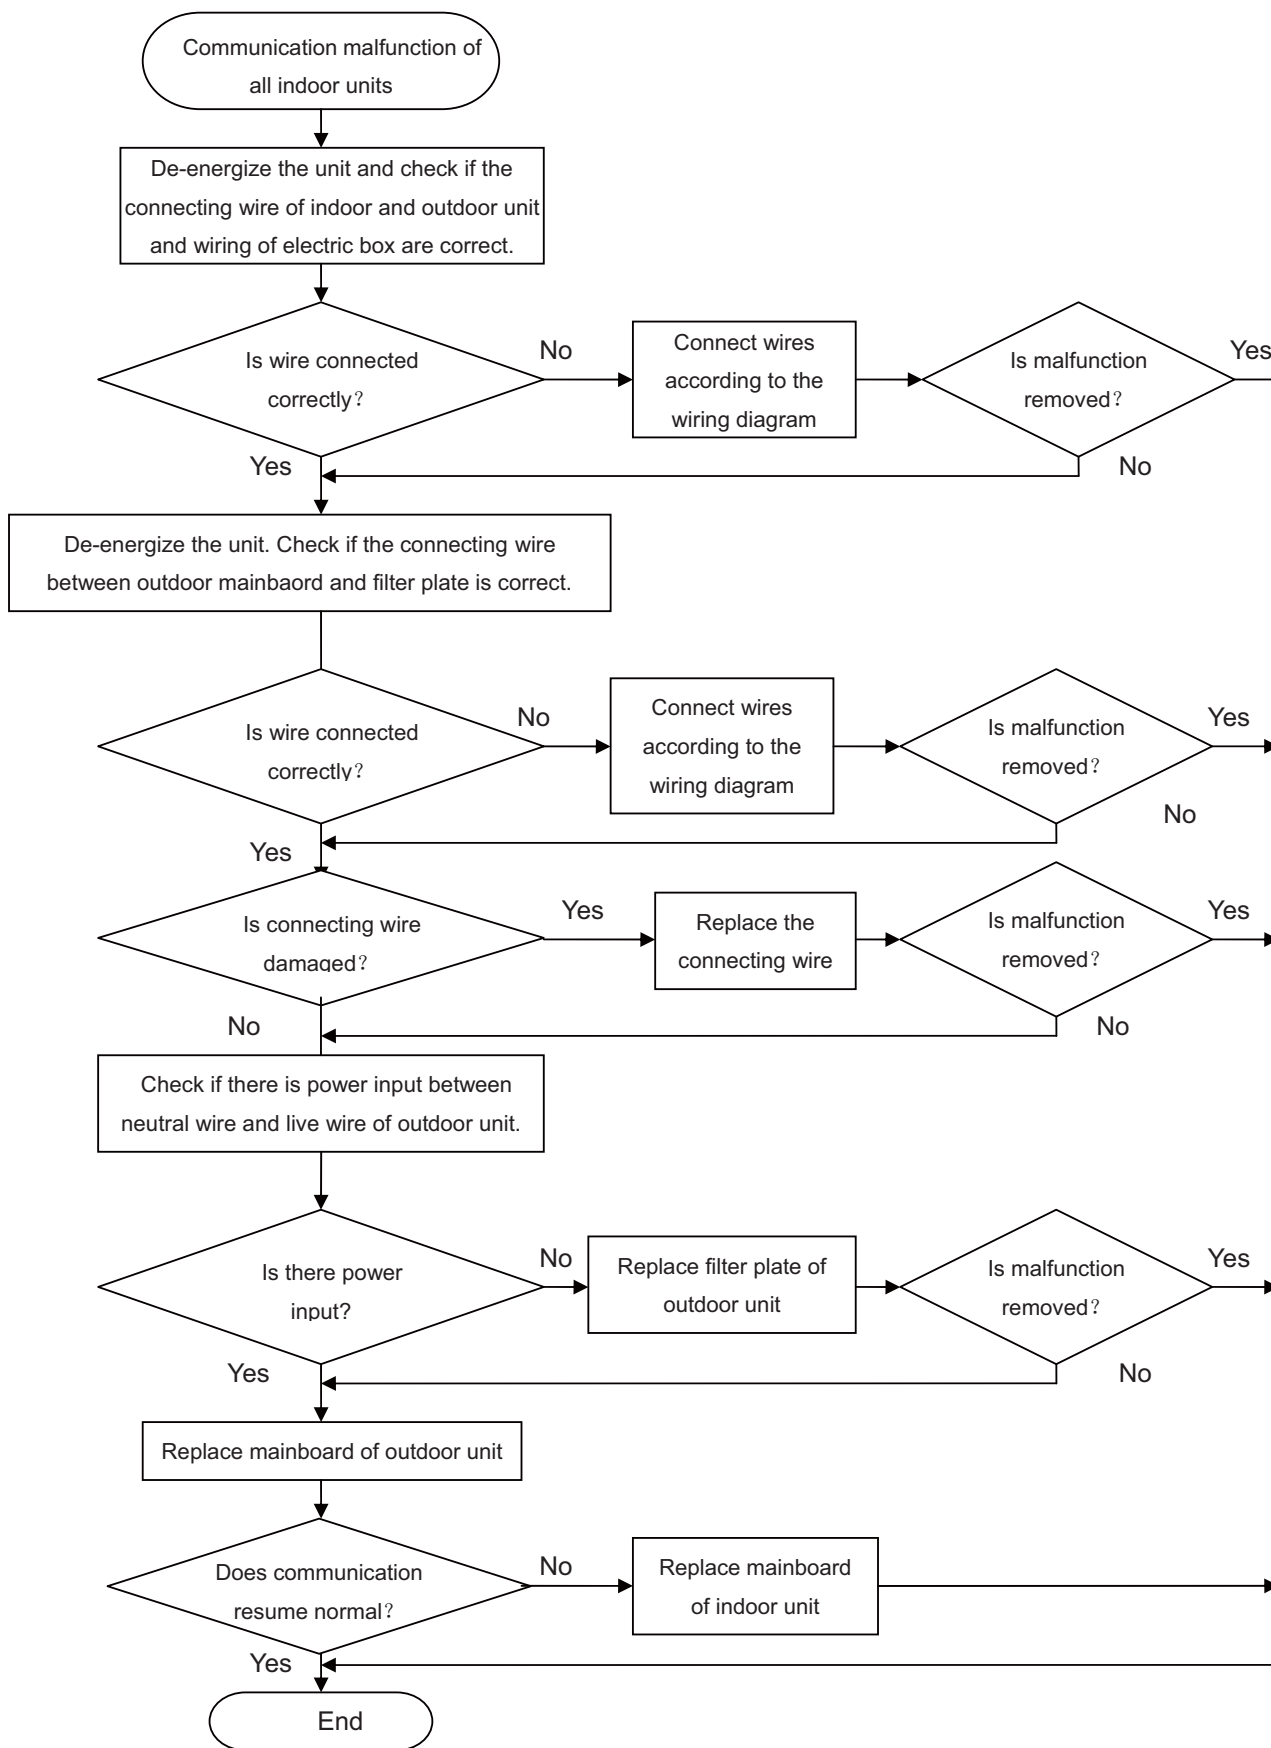 Communication malfunction of
all indoor units
De-energize the unit and check if the
connecting wire of indoor and outdoor unit
and wiring of electric box are correct.
Is wire connected
correctly？
No
Connect wires
according to the
wiring diagram
Is malfunction
removed？
Yes
Yes
No
De-energize the unit. Check if the connecting wire
between outdoor mainbaord and filter plate is correct.
Is wire connected
correctly？
No
Connect wires
according to the
wiring diagram
Is malfunction
removed？
Yes
No
Yes
Is connecting wire
damaged？
Yes
Replace the
connecting wire
Is malfunction
removed？
Yes
No
No
Check if there is power input between
neutral wire and live wire of outdoor unit.
Is there power
input?
No
Replace filter plate of
outdoor unit
Is malfunction
removed？
Yes
Yes
No
Replace mainboard of outdoor unit
Does communication
resume normal？
No
Replace mainboard
of indoor unit
Yes
End